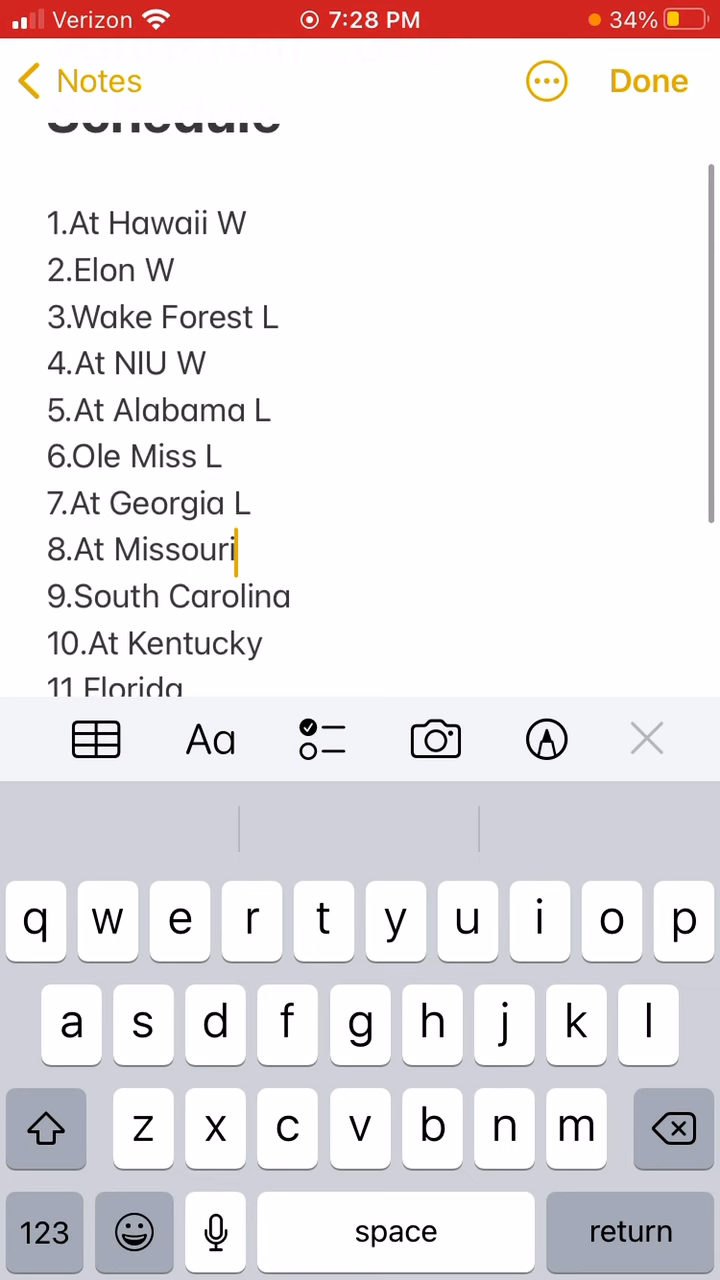 Verizon 7:28 PM 34%
Notes Done
Schedule
1.At Hawaii W
2.Elon W
3.Wake Forest L
4.At NIU W
5.At Alabama L
6.Ole Miss L
7.At Georgia L
8.At Missouri
9.South Carolina
10.At Kentucky
11 Florida
Aa
q w e r t y u i o p
a s d f g h j k l
z x c v b n m
123 space return